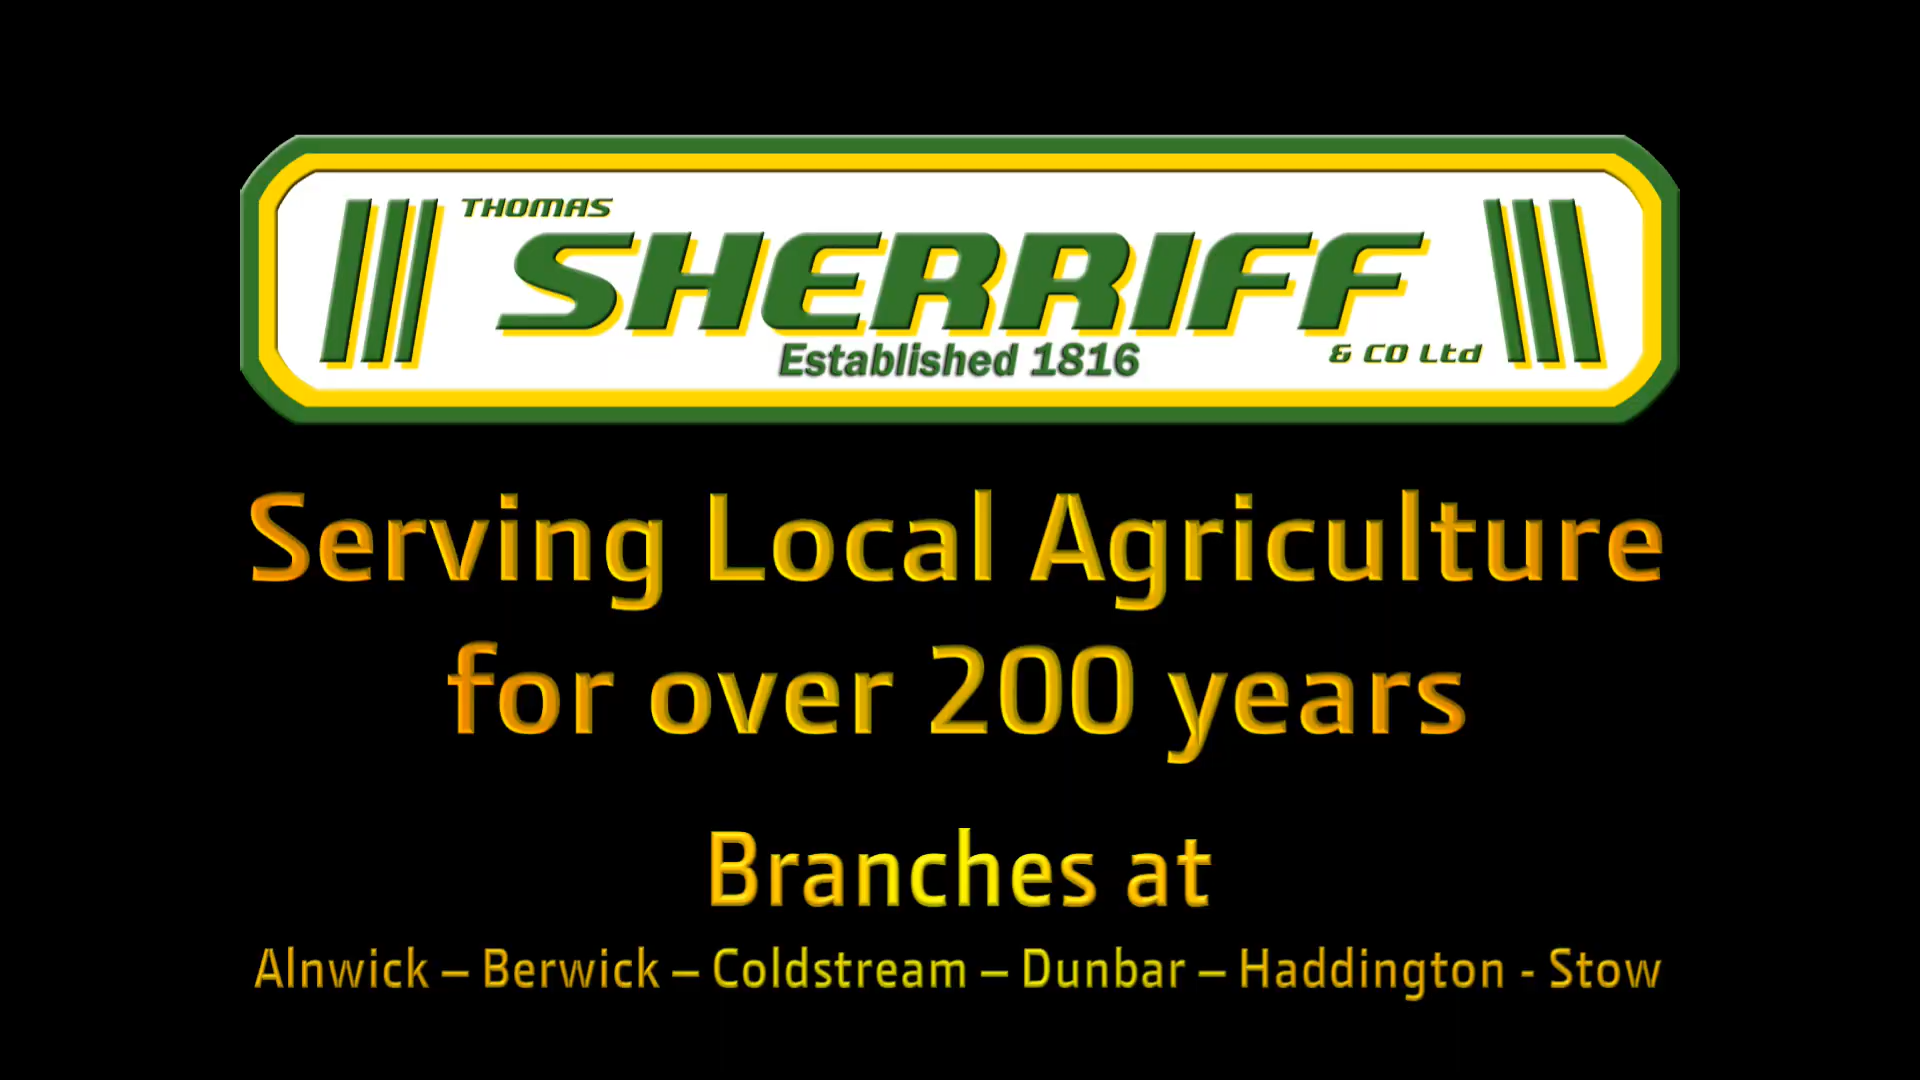 THOMAS
SHERRIFF
Established 1816
& CO Ltd
Serving Local Agriculture
for over 200 years
Branches at
Alnwick – Berwick – Coldstream – Dunbar – Haddington - Stow